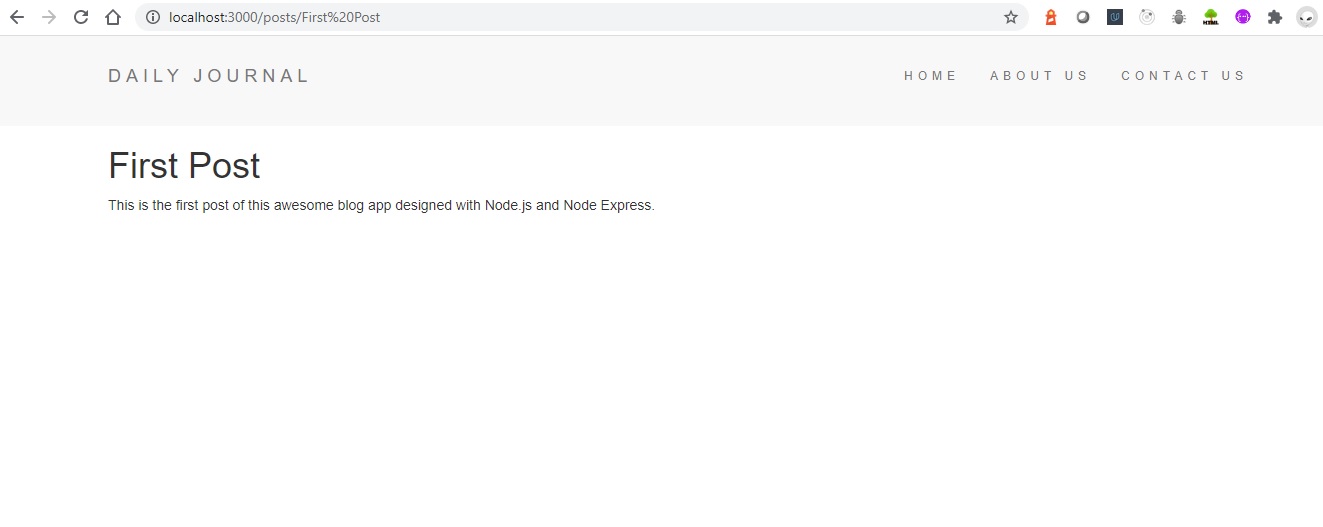 localhost:3000/posts/First%20Post
HTML
DAILY JOURNAL
HOME ABOUT US CONTACT US
First Post
This is the first post of this awesome blog app designed with Node.js and Node Express.